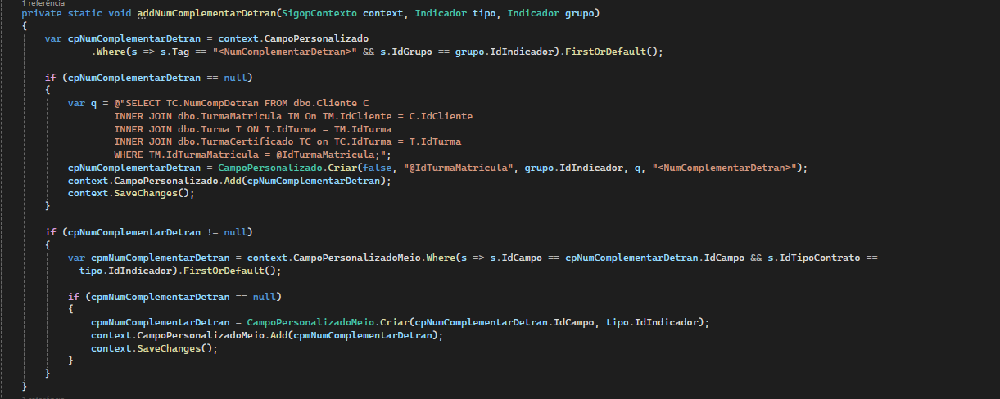 1 referência
private static void addNumComplementarDetran(SigopContexto context, Indicador tipo, Indicador grupo)
{
var cpNumComplementarDetran = context.CampoPersonalizado
.Where(s => s.Tag == "<NumComplementarDetran>" && s.IdGrupo == grupo.IdIndicador).FirstOrDefault();
if (cpNumComplementarDetran == null)
{
var q = @"SELECT TC.NumCompDetran FROM dbo.Cliente C
INNER JOIN dbo.TurmaMatricula TM On TM.IdCliente = C.IdCliente
INNER JOIN dbo.Turma T ON T.IdTurma = TM.IdTurma
INNER JOIN dbo.TurmaCertificado TC on TC.IdTurma = T.IdTurma
WHERE TM.IdTurmaMatricula = @IdTurmaMatricula;";
cpNumComplementarDetran = CampoPersonalizado.Criar(false, "@IdTurmaMatricula", grupo.IdIndicador, q, "<NumComplementarDetran>");
context.CampoPersonalizado.Add(cpNumComplementarDetran);
context.SaveChanges();
}
if (cpNumComplementarDetran != null)
{
var cpmNumComplementarDetran = context.CampoPersonalizadoMeio.Where(s => s.IdCampo == cpNumComplementarDetran.IdCampo && s.IdTipoContrato ==
tipo.IdIndicador).FirstOrDefault();
if (cpmNumComplementarDetran == null)
{
cpmNumComplementarDetran = CampoPersonalizadoMeio.Criar(cpNumComplementarDetran.IdCampo, tipo.IdIndicador);
context.CampoPersonalizadoMeio.Add(cpmNumComplementarDetran);
context.SaveChanges();
}
}
}